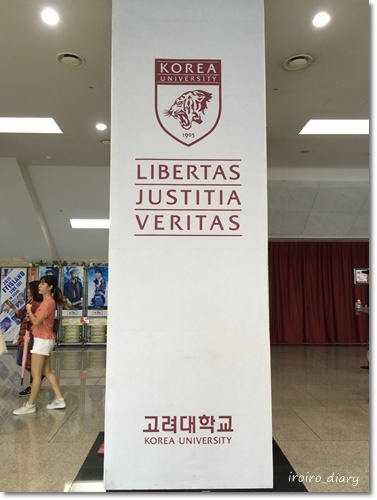 KOREA
UNIVERSITY
1905
LIBERTAS
JUSTITIA
VERITAS
고려대학교
KOREA UNIVERSITY
iroiro_diary